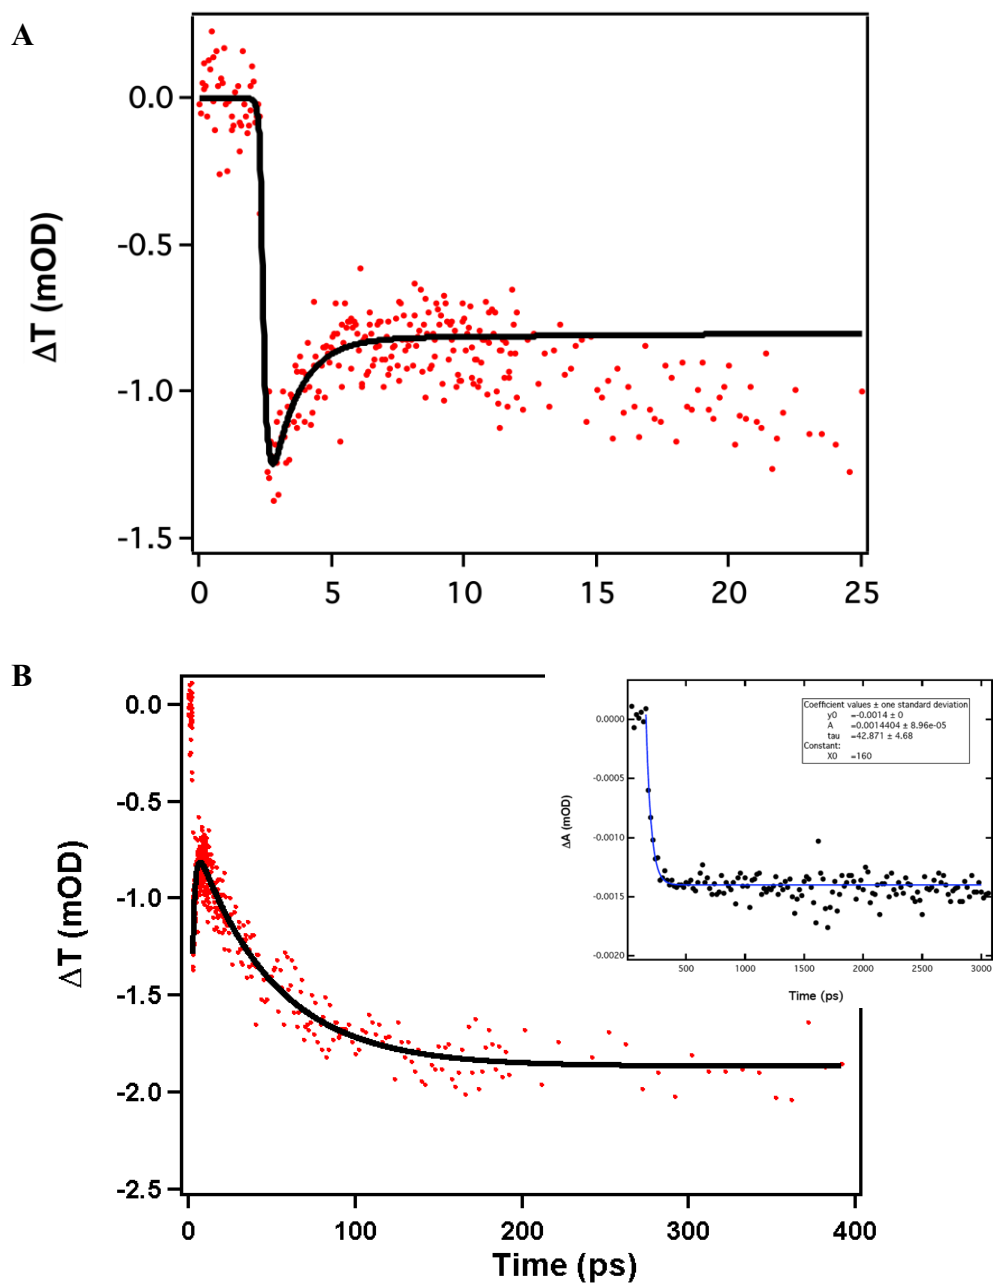 A
0.0
-0.5
-1.0
-1.5
ΔT (mOD)
0 5 10 15 20 25
B
0.0
-0.5
-1.0
-1.5
-2.0
-2.5
ΔT (mOD)
0 100 200 300 400
Time (ps)
0.0000
-0.0005
-0.0010
-0.0015
-0.0020
ΔA (mOD)
Coefficient values ± one standard deviation
y0 =-0.0014 ± 0
A =0.0014404 ± 8.96e-05
tau =42.871 ± 4.68
Constant:
X0 =160
500 1000 1500 2000 2500 3000
Time (ps)